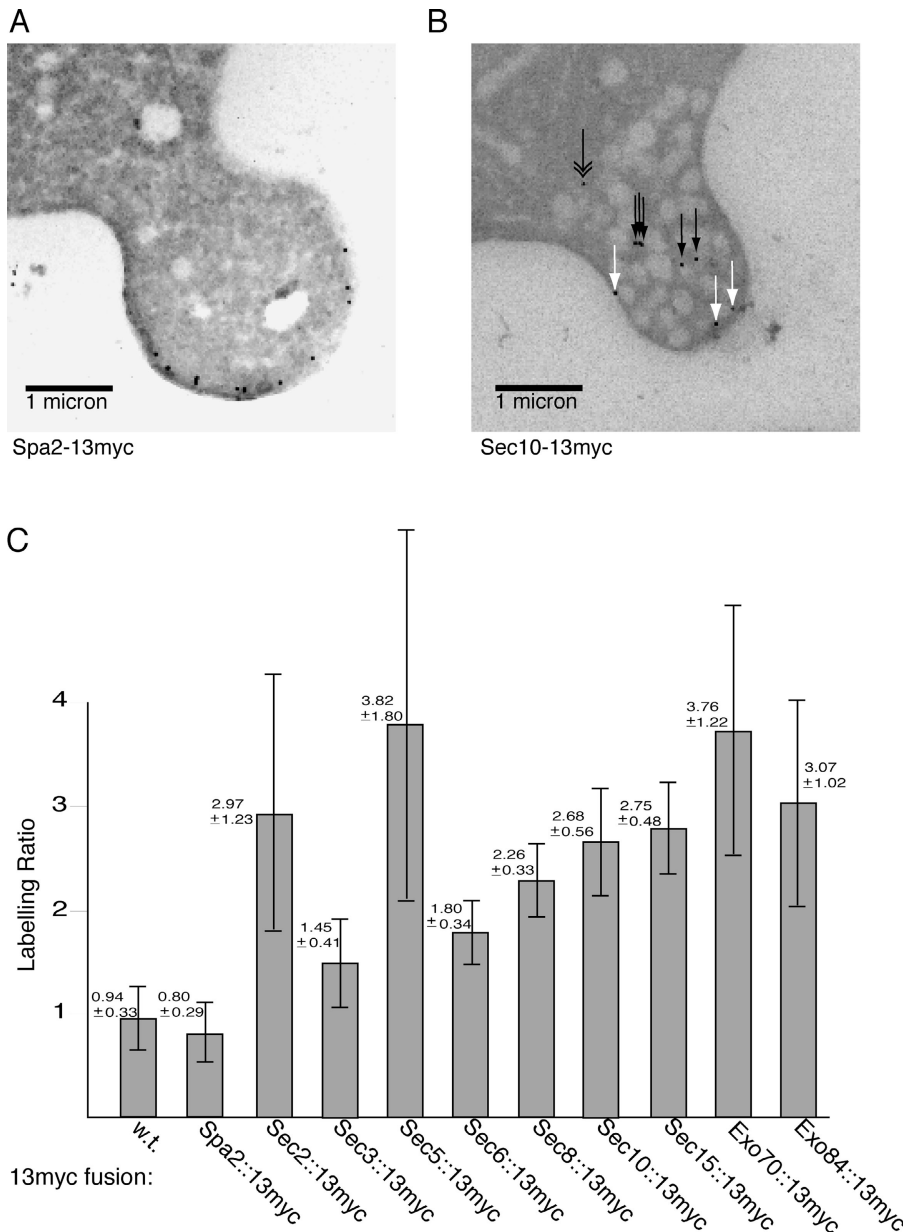 A
B
1 micron
1 micron
Spa2-13myc
Sec10-13myc
C
Labelling Ratio
4
3
2
1
0.94
±0.33
0.80
±0.29
2.97
±1.23
1.45
±0.41
3.82
±1.80
1.80
±0.34
2.26
±0.33
2.68
±0.56
2.75
±0.48
3.76
±1.22
3.07
±1.02
w.t.
Spa2::13myc
Sec2::13myc
Sec3::13myc
Sec5::13myc
Sec6::13myc
Sec8::13myc
Sec10::13myc
Sec15::13myc
Exo70::13myc
Exo84::13myc
13myc fusion: